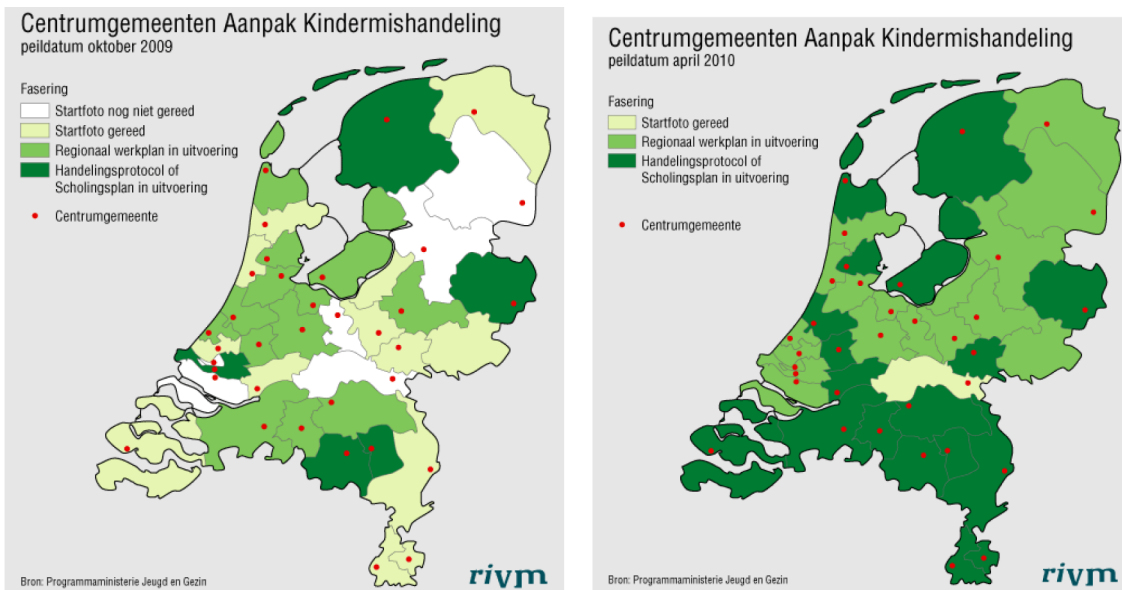 Centrumgemeenten Aanpak Kindermishandeling
peildatum oktober 2009
Fasering
Startfoto nog niet gereed
Startfoto gereed
Regionaal werkplan in uitvoering
Handelingsprotocol of
Scholingsplan in uitvoering
Centrumgemeente
Bron: Programmaministerie Jeugd en Gezin
rivm
Centrumgemeenten Aanpak Kindermishandeling
peildatum april 2010
Fasering
Startfoto gereed
Regionaal werkplan in uitvoering
Handelingsprotocol of
Scholingsplan in uitvoering
Centrumgemeente
Bron: Programmaministerie Jeugd en Gezin
rivm